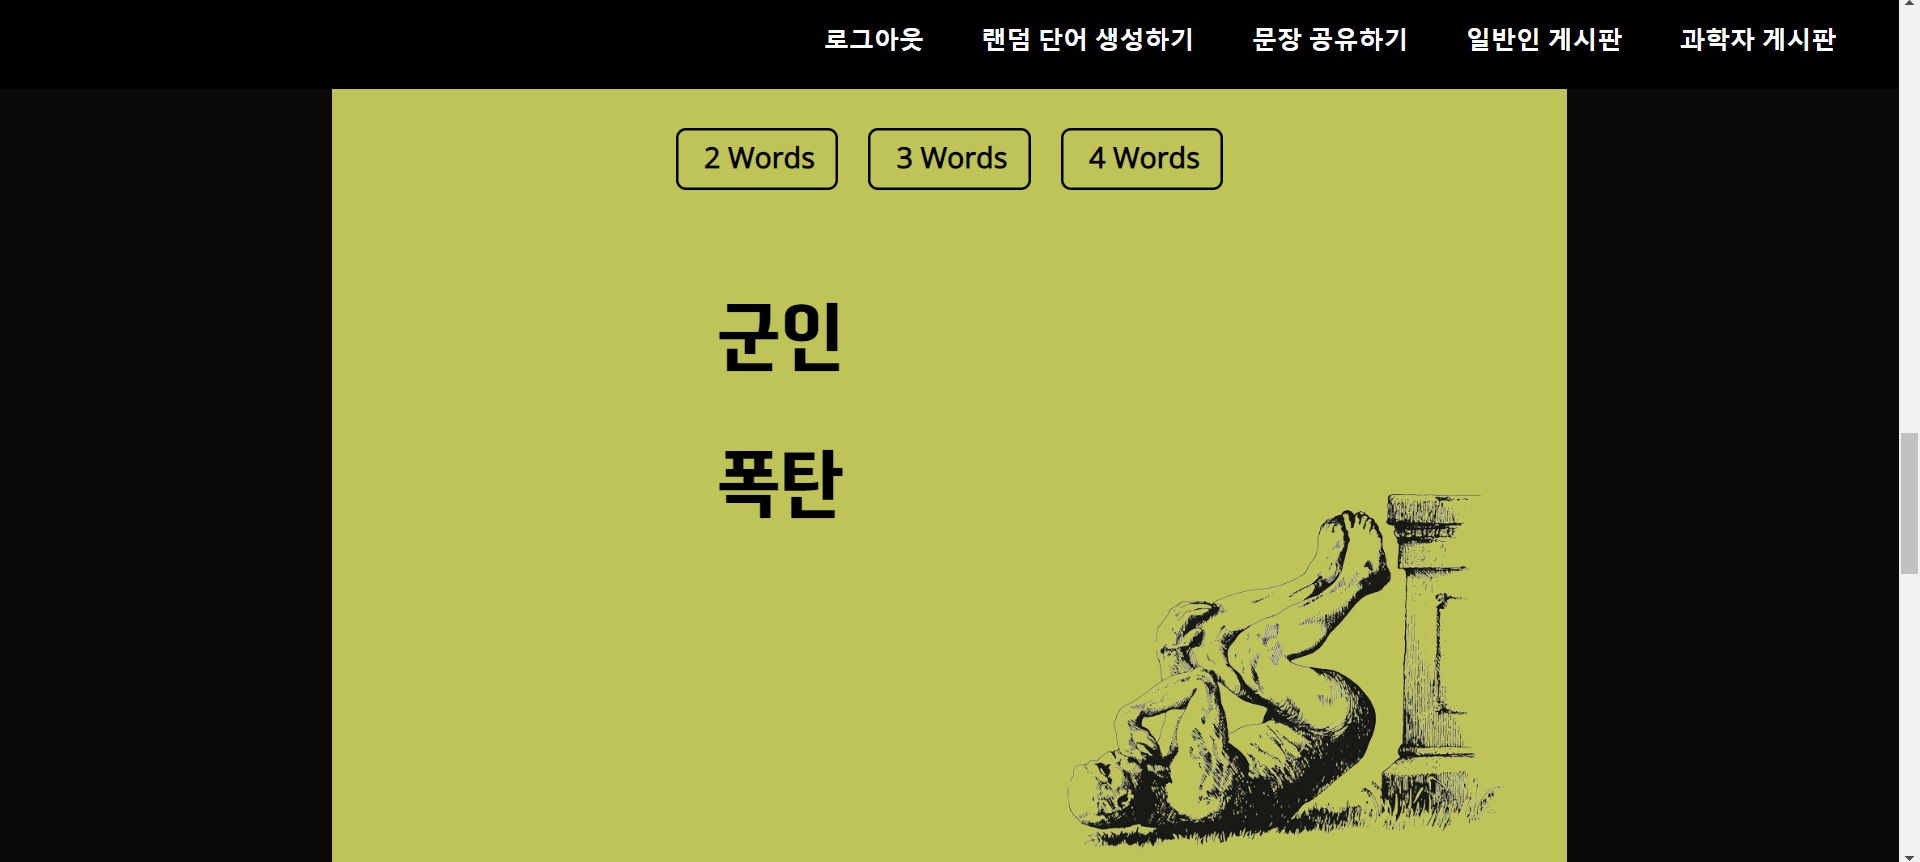 로그아웃 랜덤 단어 생성하기 문장 공유하기 일반인 게시판 과학자 게시판
2 Words 3 Words 4 Words
군인
폭탄